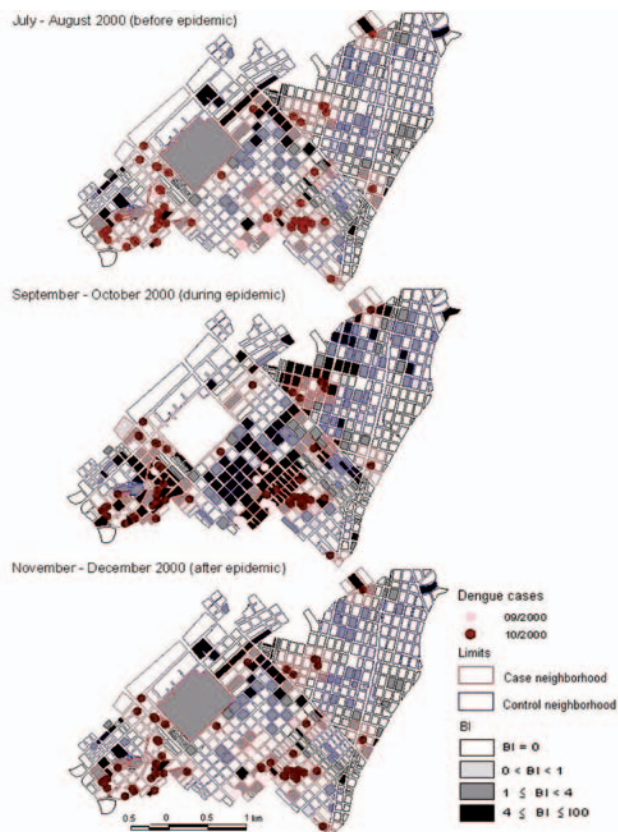 July - August 2000 (before epidemic)
September - October 2000 (during epidemic)
November - December 2000 (after epidemic)
Dengue cases
09/2000
10/2000
Limits
Case neighborhood
Control neighborhood
BI
BI = 0
0 < BI < 1
1 ≤ BI < 4
4 ≤ BI ≤ 100
0.5 0 0.5 1 km